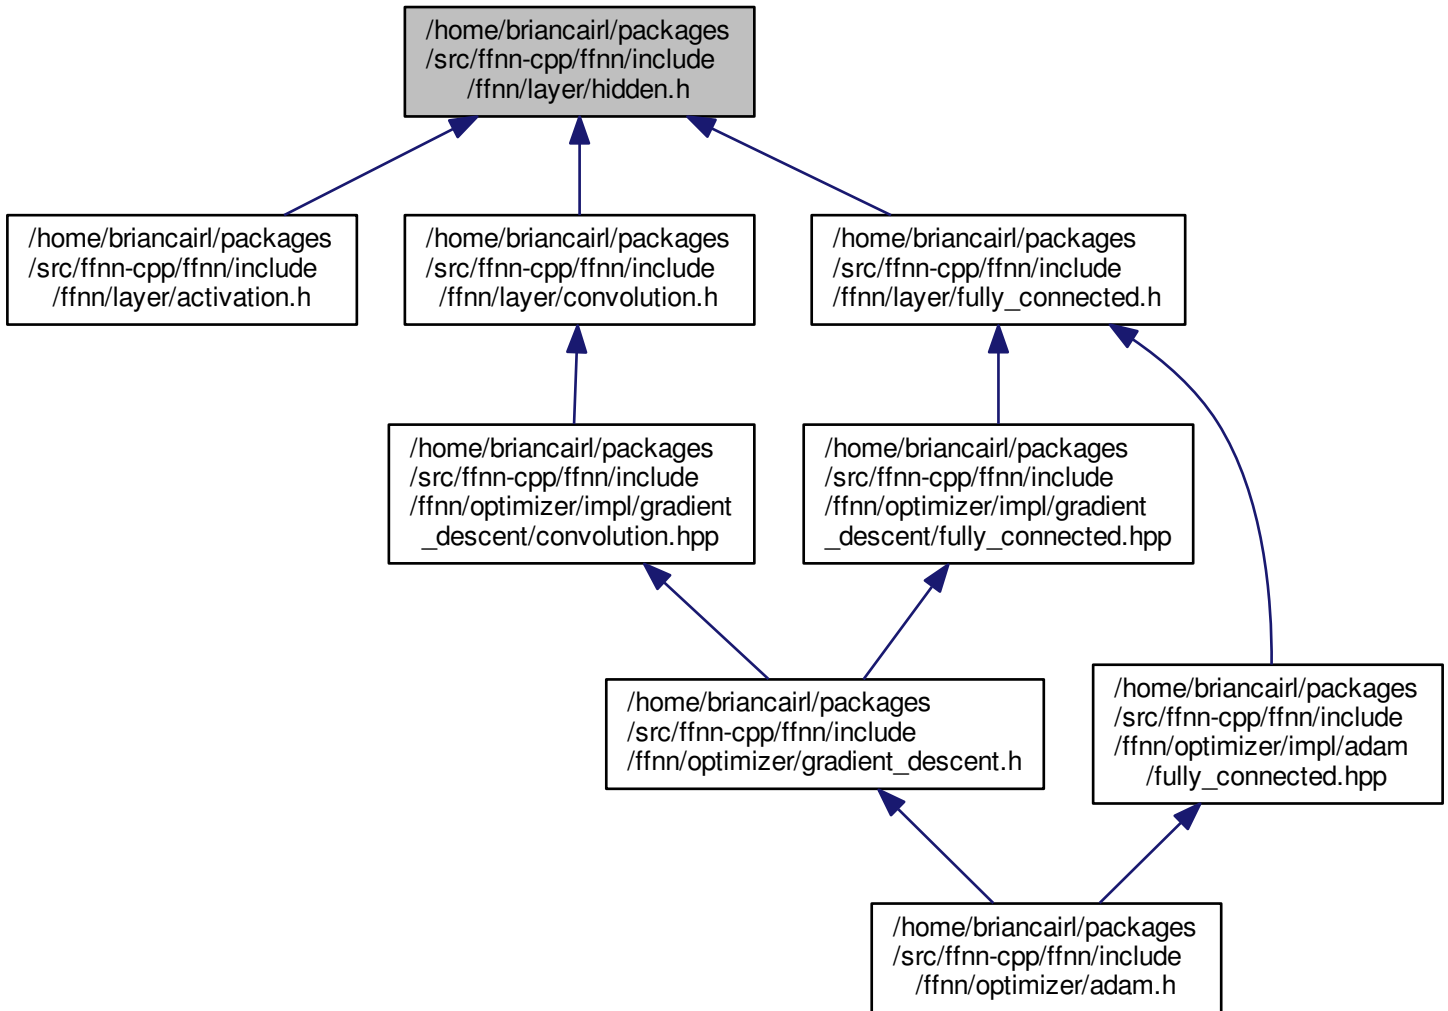 /home/briancairl/packages
/src/ffnn-cpp/ffnn/include
/ffnn/layer/hidden.h
/home/briancairl/packages
/src/ffnn-cpp/ffnn/include
/ffnn/layer/activation.h
/home/briancairl/packages
/src/ffnn-cpp/ffnn/include
/ffnn/layer/convolution.h
/home/briancairl/packages
/src/ffnn-cpp/ffnn/include
/ffnn/layer/fully_connected.h
/home/briancairl/packages
/src/ffnn-cpp/ffnn/include
/ffnn/optimizer/impl/gradient
_descent/convolution.hpp
/home/briancairl/packages
/src/ffnn-cpp/ffnn/include
/ffnn/optimizer/impl/gradient
_descent/fully_connected.hpp
/home/briancairl/packages
/src/ffnn-cpp/ffnn/include
/ffnn/optimizer/gradient_descent.h
/home/briancairl/packages
/src/ffnn-cpp/ffnn/include
/ffnn/optimizer/impl/adam
/fully_connected.hpp
/home/briancairl/packages
/src/ffnn-cpp/ffnn/include
/ffnn/optimizer/adam.h